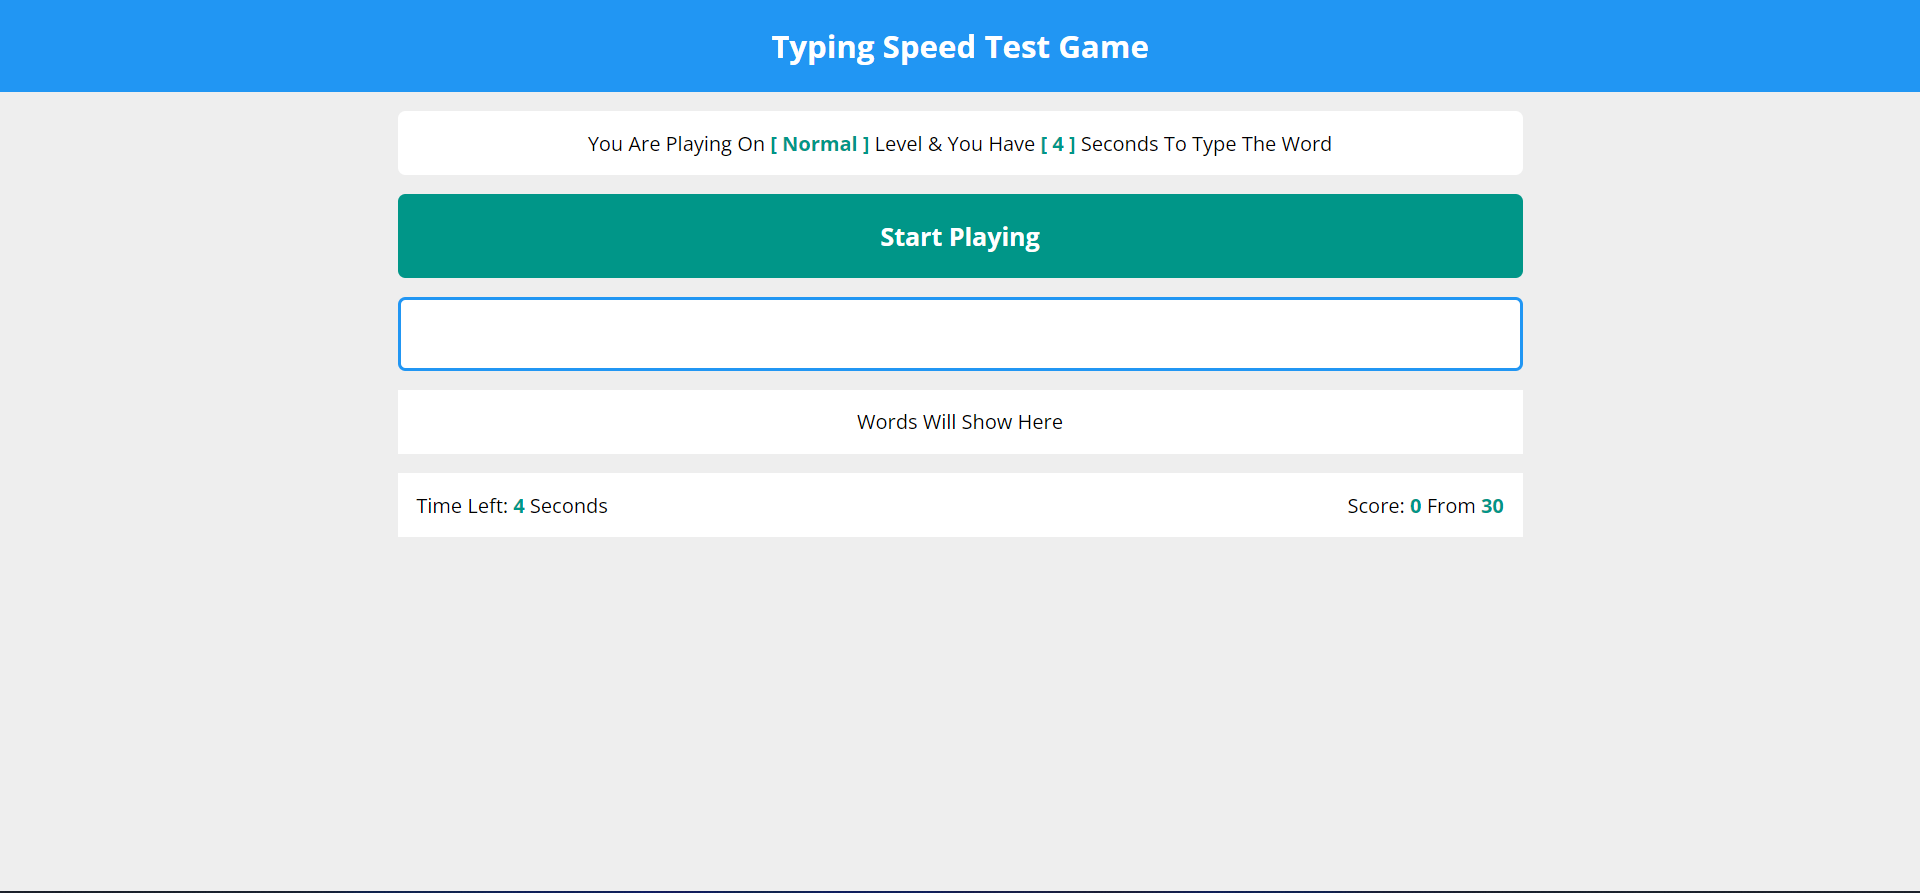 Typing Speed Test Game
You Are Playing On [ Normal ] Level & You Have [ 4 ] Seconds To Type The Word
Start Playing
Words Will Show Here
Time Left: 4 Seconds
Score: 0 From 30